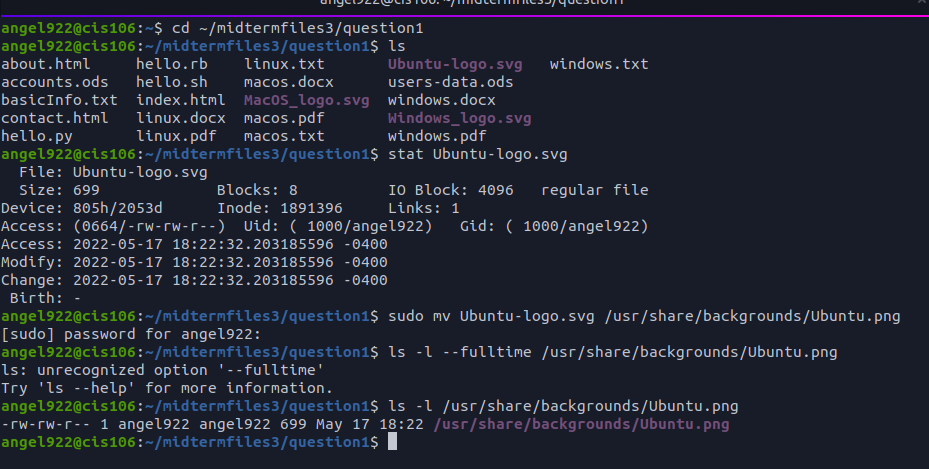 angel922@cis106: ~/midtermfiles3/question1
angel922@cis106:~$ cd ~/midtermfiles3/question1
angel922@cis106:~/midtermfiles3/question1$ ls
about.html     hello.rb    linux.txt       Ubuntu-logo.svg   windows.txt
accounts.ods   hello.sh    macos.docx      users-data.ods
basicInfo.txt  index.html  MacOS_logo.svg  windows.docx
contact.html   linux.docx  macos.pdf       Windows_logo.svg
hello.py       linux.pdf   macos.txt       windows.pdf
angel922@cis106:~/midtermfiles3/question1$ stat Ubuntu-logo.svg
  File: Ubuntu-logo.svg
  Size: 699             Blocks: 8          IO Block: 4096   regular file
Device: 805h/2053d      Inode: 1891396     Links: 1
Access: (0664/-rw-rw-r--)  Uid: ( 1000/angel922)   Gid: ( 1000/angel922)
Access: 2022-05-17 18:22:32.203185596 -0400
Modify: 2022-05-17 18:22:32.203185596 -0400
Change: 2022-05-17 18:22:32.203185596 -0400
 Birth: -
angel922@cis106:~/midtermfiles3/question1$ sudo mv Ubuntu-logo.svg /usr/share/backgrounds/Ubuntu.png
[sudo] password for angel922:
angel922@cis106:~/midtermfiles3/question1$ ls -l --fulltime /usr/share/backgrounds/Ubuntu.png
ls: unrecognized option '--fulltime'
Try 'ls --help' for more information.
angel922@cis106:~/midtermfiles3/question1$ ls -l /usr/share/backgrounds/Ubuntu.png
-rw-rw-r-- 1 angel922 angel922 699 May 17 18:22 /usr/share/backgrounds/Ubuntu.png
angel922@cis106:~/midtermfiles3/question1$